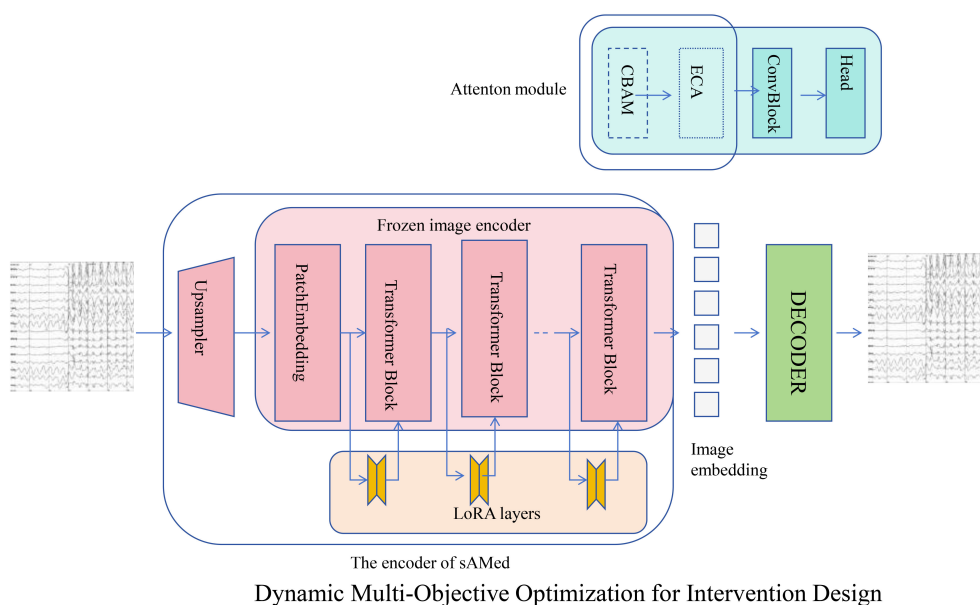 Attenton module
CBAM
ECA
ConvBlock
Head
Frozen image encoder
Upsampler
PatchEmbedding
Transformer Block
Transformer Block
Transformer Block
DECODER
Image
embedding
LoRA layers
The encoder of sAMed
Dynamic Multi-Objective Optimization for Intervention Design